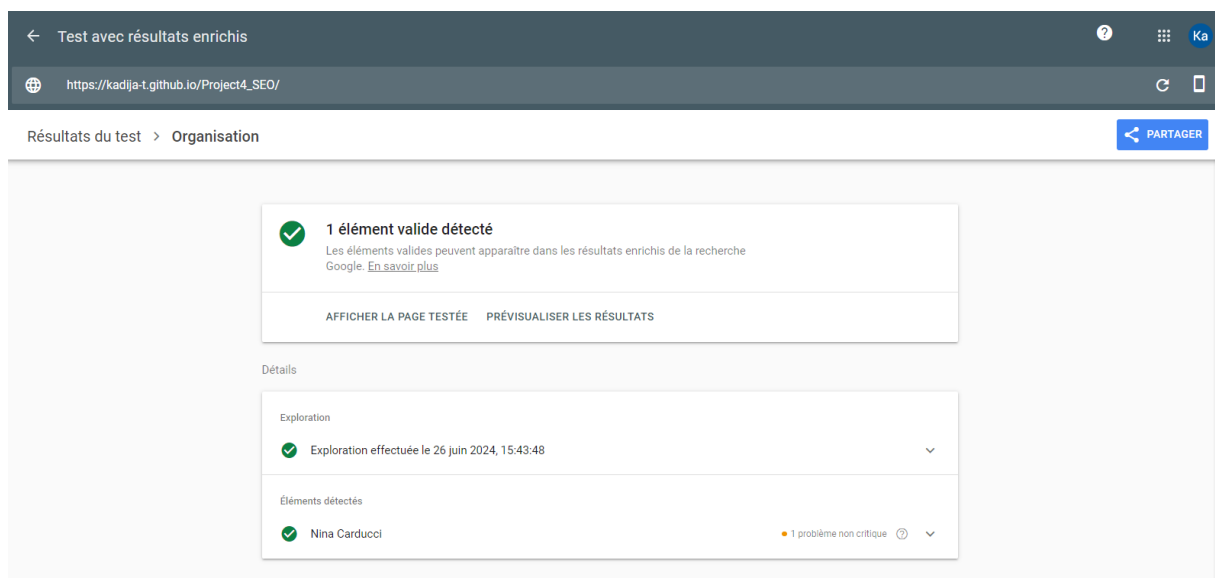 Test avec résultats enrichis
Ka
https://kadija-t.github.io/Project4_SEO/
Résultats du test > Organisation
PARTAGER
1 élément valide détecté
Les éléments valides peuvent apparaître dans les résultats enrichis de la recherche
Google. En savoir plus
AFFICHER LA PAGE TESTÉE PRÉVISUALISER LES RÉSULTATS
Détails
Exploration
Exploration effectuée le 26 juin 2024, 15:43:48
Éléments détectés
Nina Carducci 1 problème non critique